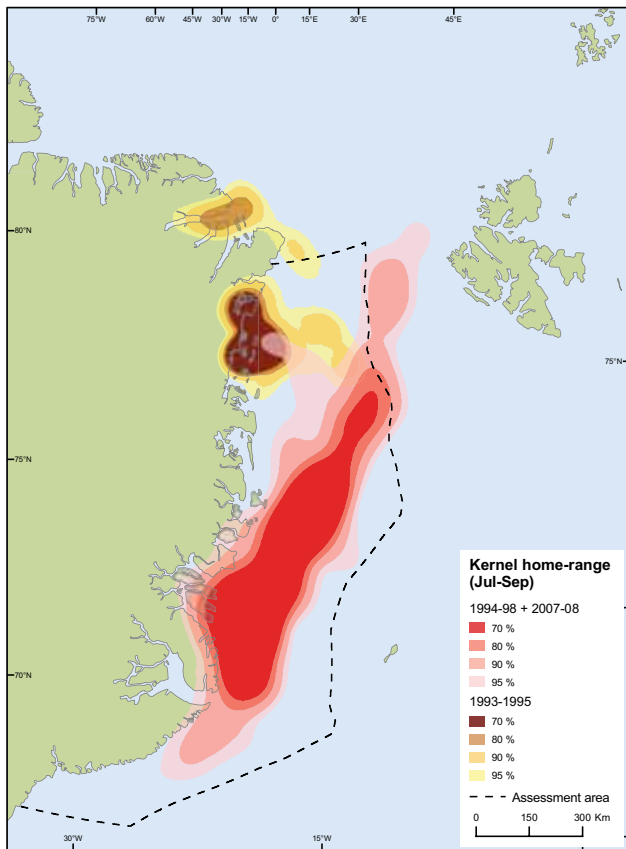 75°W 60°W 45°W 30°W 15°W 0° 15°E 30°E 45°E
80°N
75°N
75°N
70°N
Kernel home-range
(Jul-Sep)
1994-98 + 2007-08
70 %
80 %
90 %
95 %
1993-1995
70 %
80 %
90 %
95 %
Assessment area
0 150 300 Km
30°W 15°W